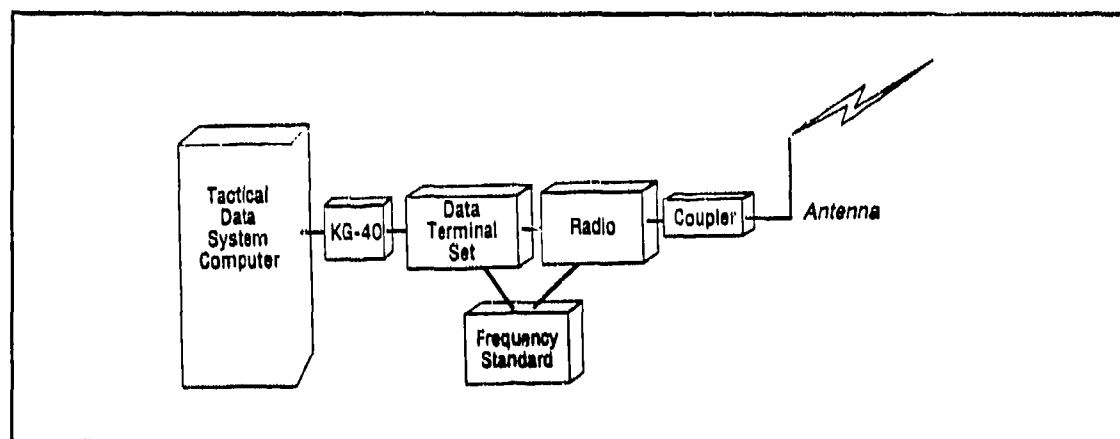 Tactical
Data
System
Computer
KG-40
Data
Terminal
Set
Radio
Coupler
Antenna
Frequency
Standard